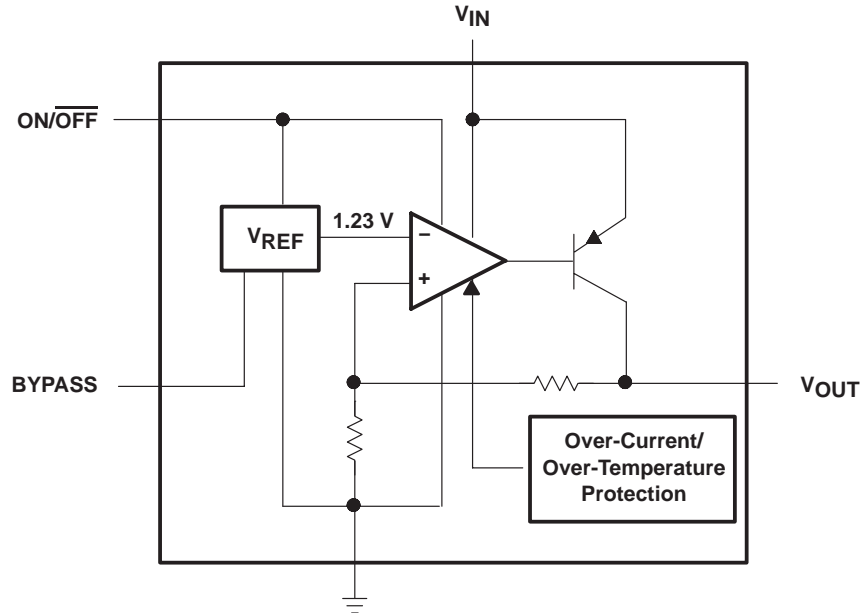 VIN
ON/OFF
1.23 V
VREF
−
+
BYPASS
VOUT
Over-Current/
Over-Temperature
Protection